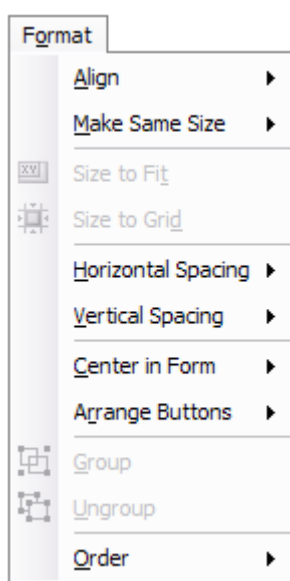 Format
Align
Make Same Size
Size to Fit
Size to Grid
Horizontal Spacing
Vertical Spacing
Center in Form
Arrange Buttons
Group
Ungroup
Order